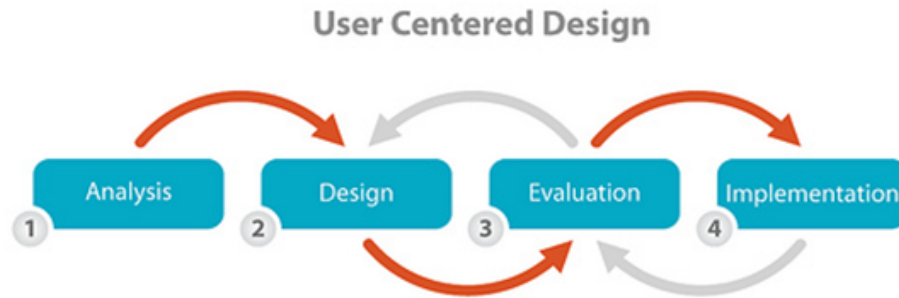 User Centered Design
1 Analysis
2 Design
3 Evaluation
4 Implementation